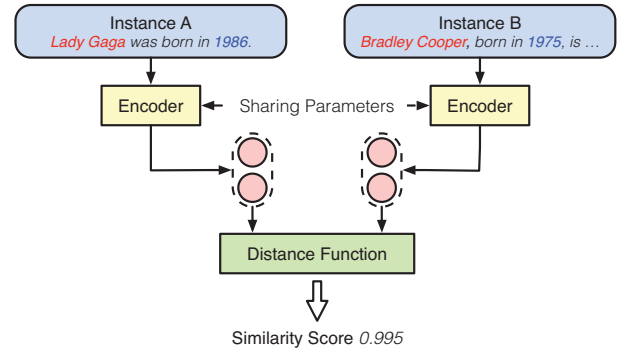 Instance A
Lady Gaga was born in 1986.
Instance B
Bradley Cooper, born in 1975, is ...
Encoder
Sharing Parameters
Encoder
Distance Function
Similarity Score 0.995